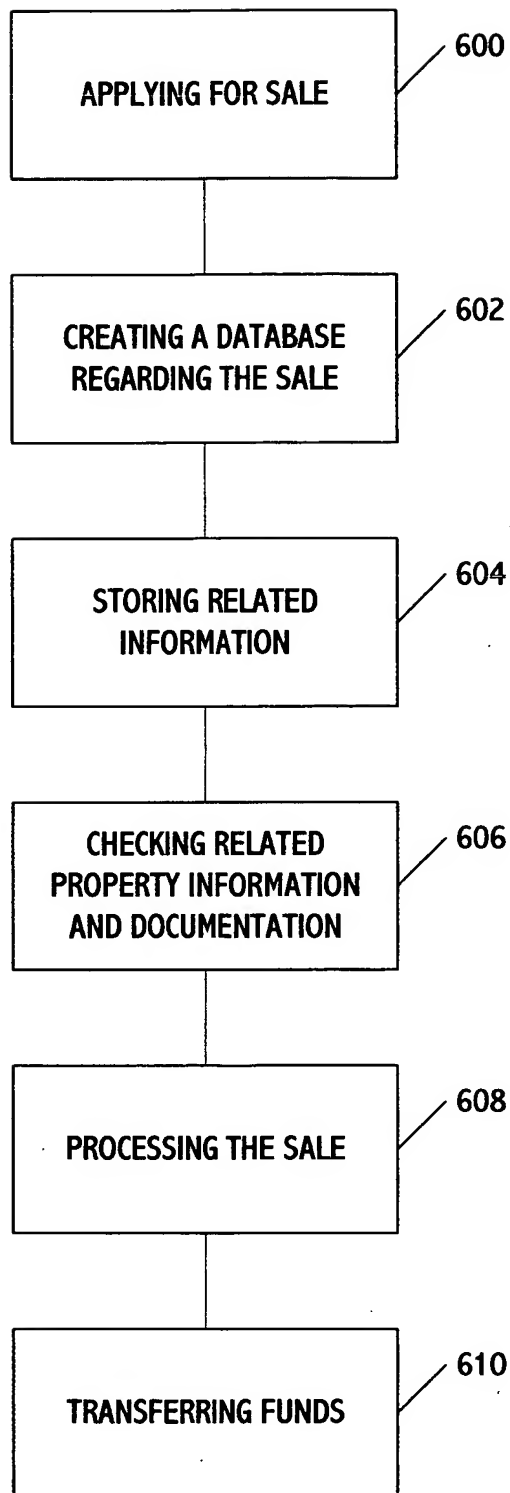 APPLYING FOR SALE
600
CREATING A DATABASE
REGARDING THE SALE
602
STORING RELATED
INFORMATION
604
CHECKING RELATED
PROPERTY INFORMATION
AND DOCUMENTATION
606
PROCESSING THE SALE
608
TRANSFERRING FUNDS
610